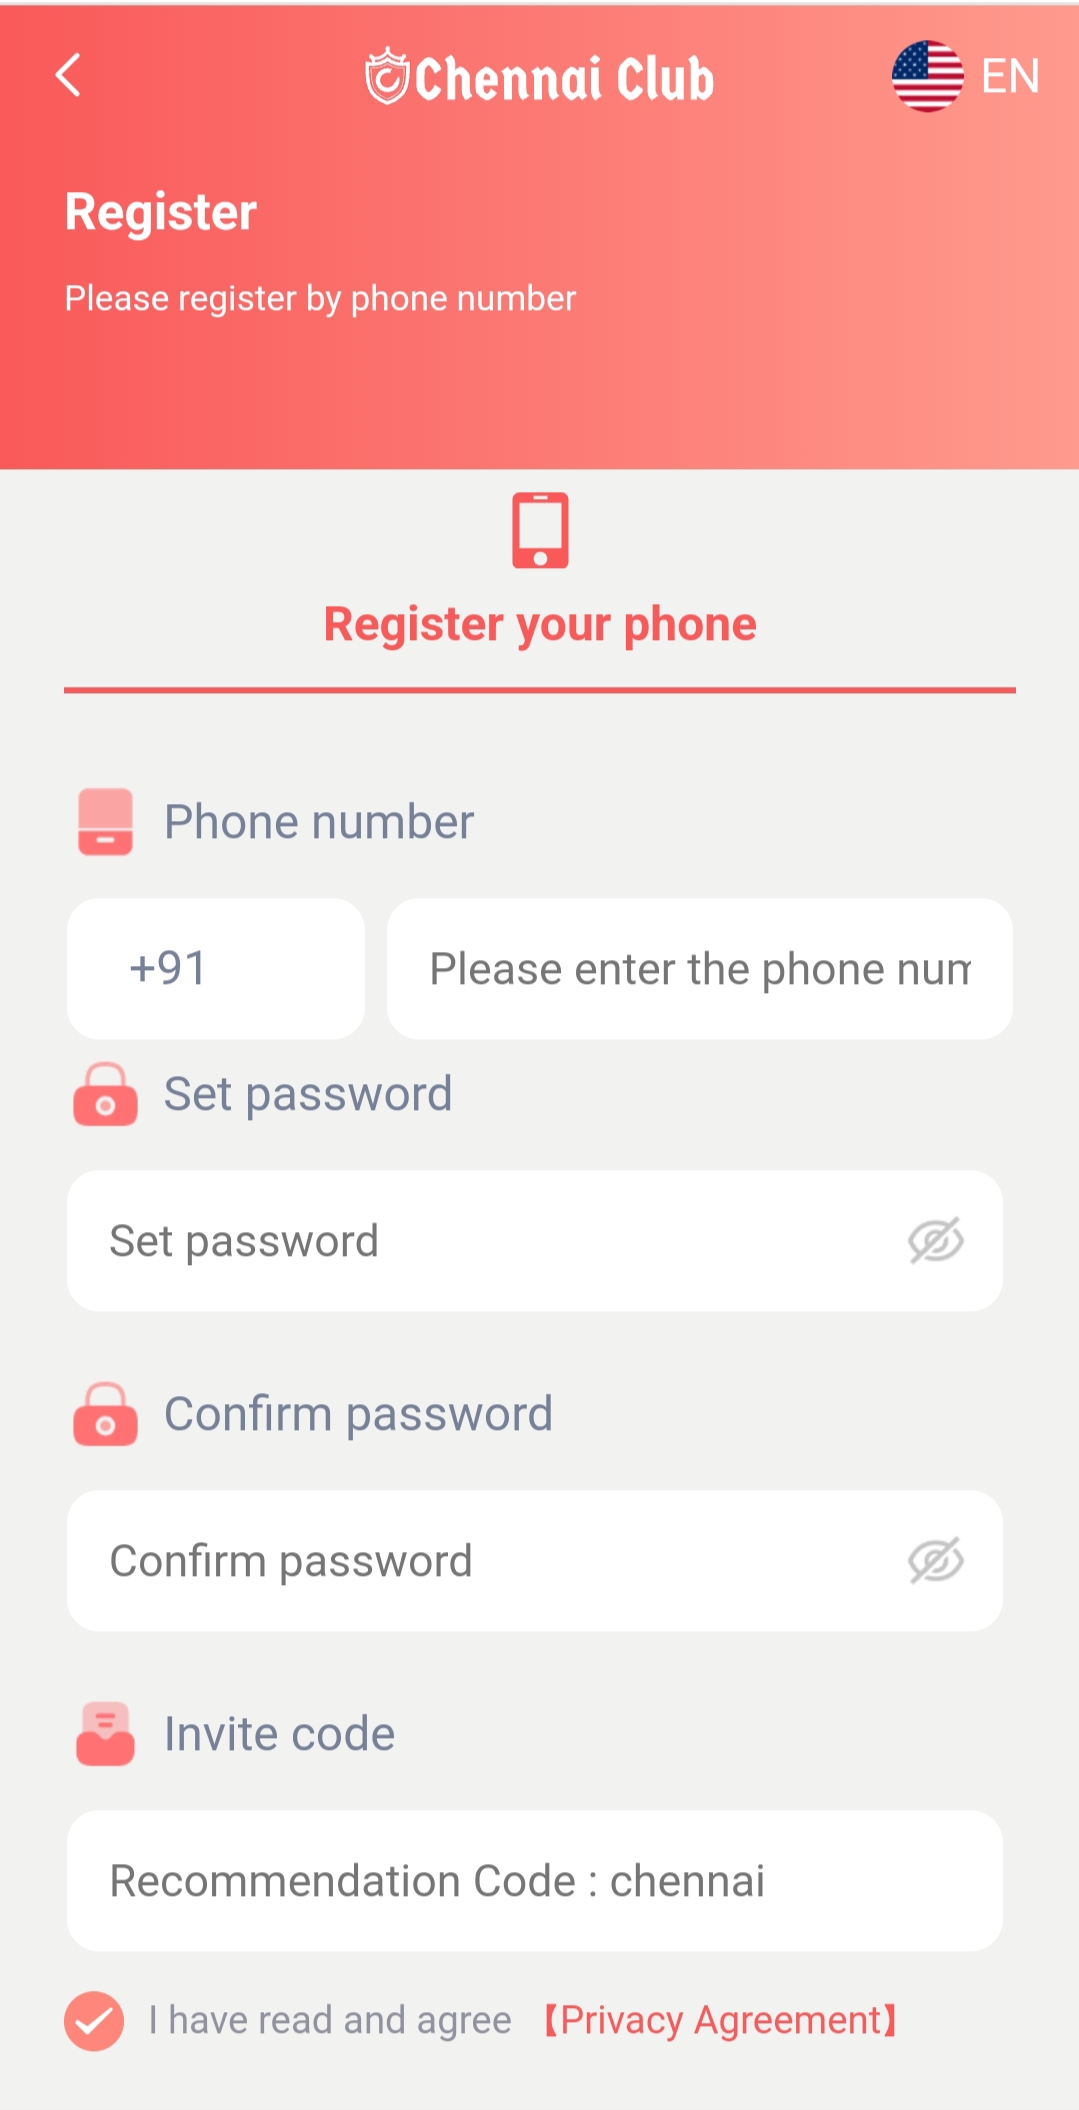 Chennai Club
EN
Register
Please register by phone number
Register your phone
Phone number
+91
Please enter the phone num
Set password
Set password
Confirm password
Confirm password
Invite code
Recommendation Code : chennai
I have read and agree 【Privacy Agreement】